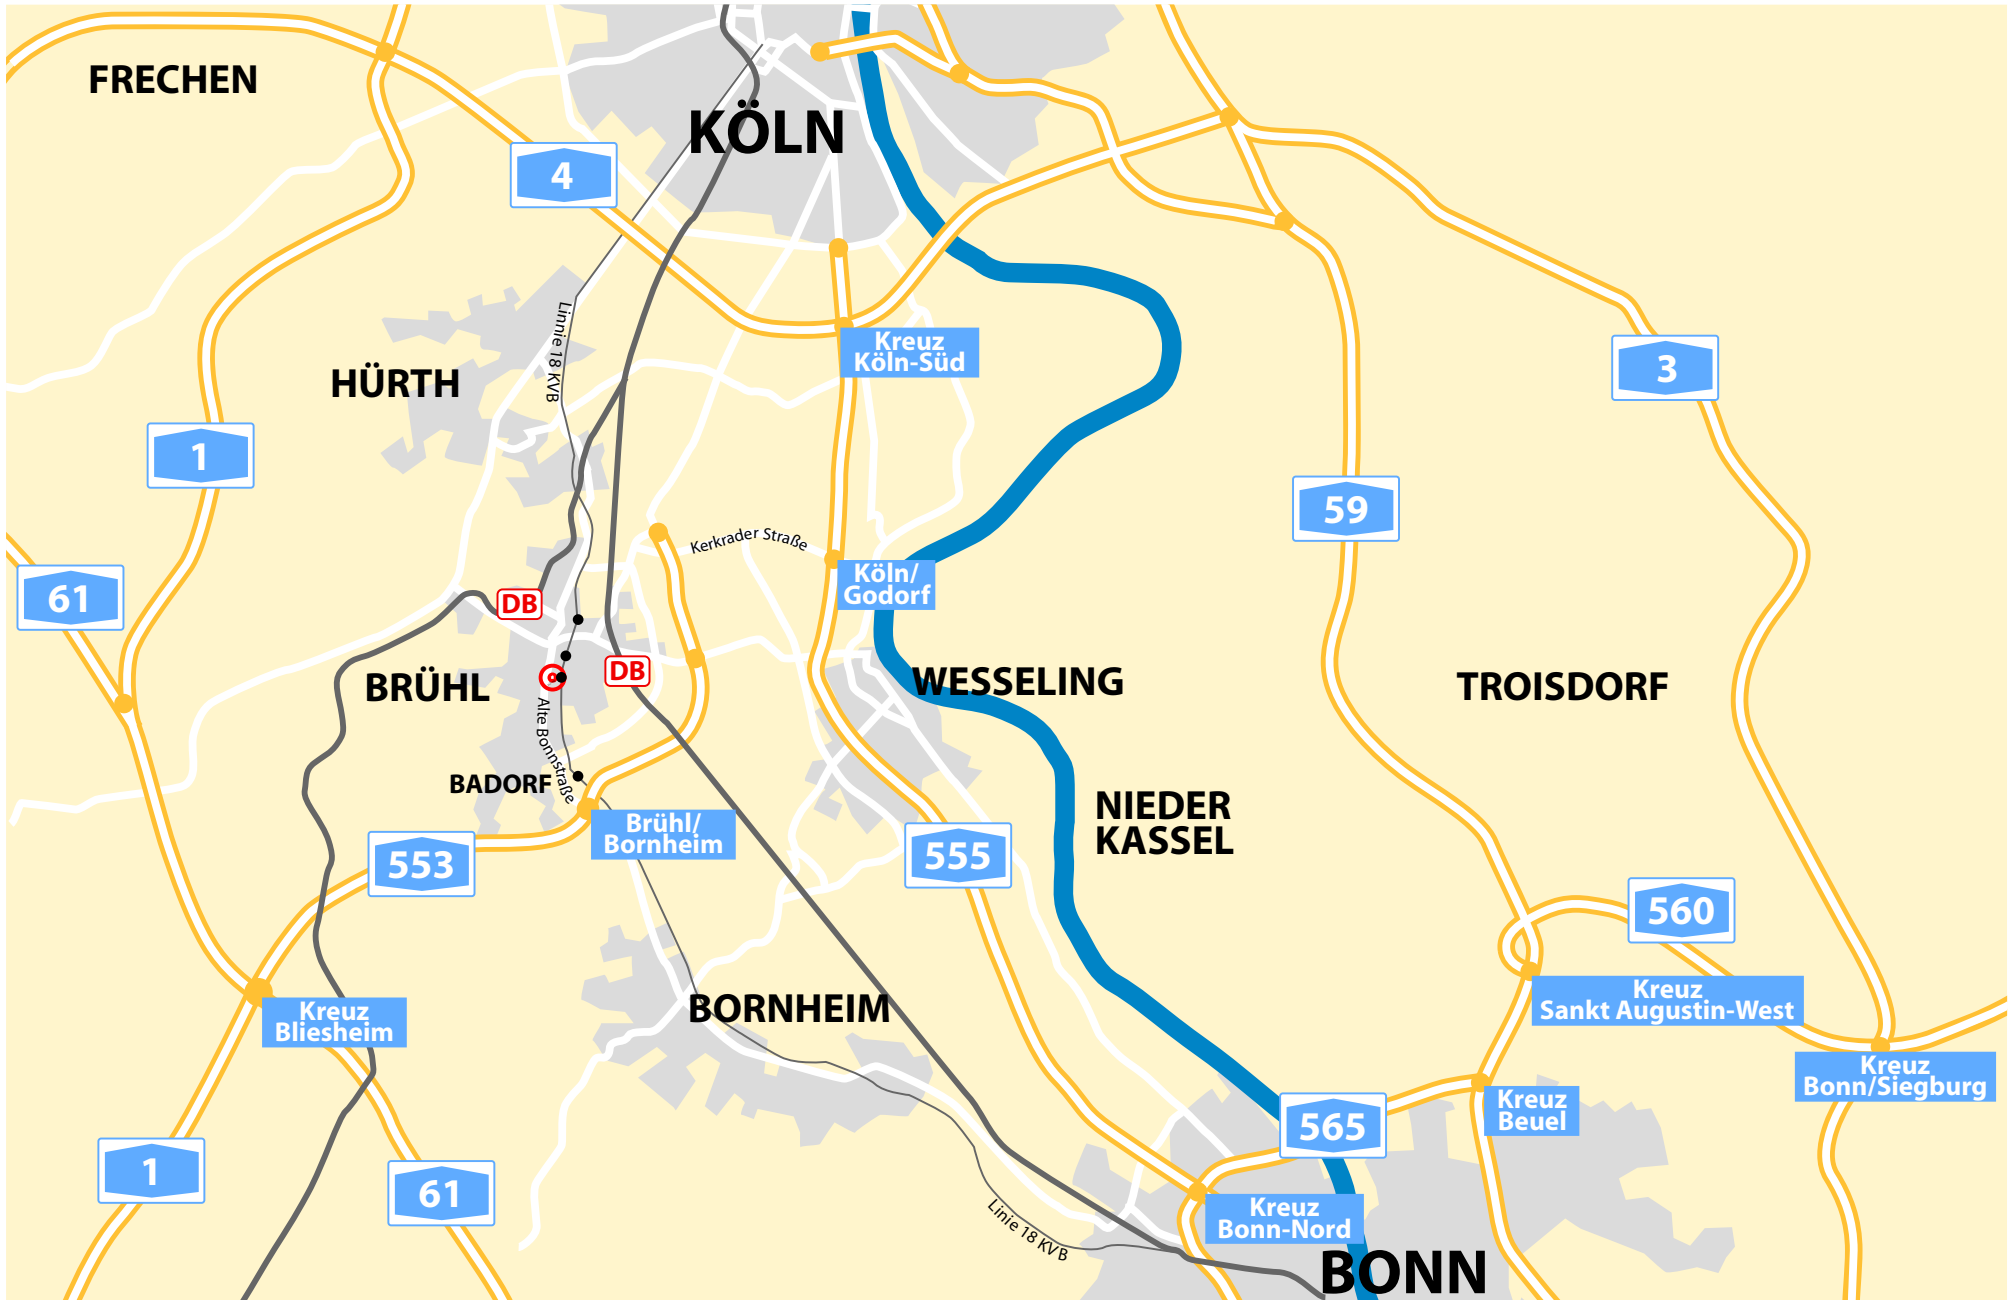 FRECHEN
KÖLN
4
Linnie 18 KVB
Kreuz
Köln-Süd
HÜRTH
3
1
59
Kerkrader Straße
Köln/
Godorf
61
DB
DB
BRÜHL
WESSELING
TROISDORF
Alte Bonnstraße
BADORF
NIEDER
KASSEL
Brühl/
Bornheim
553
555
560
Kreuz
Sankt Augustin-West
BORNHEIM
Kreuz
Bliesheim
Kreuz
Bonn/Siegburg
Kreuz
Beuel
565
1
61
Linie 18 KVB
Kreuz
Bonn-Nord
BONN